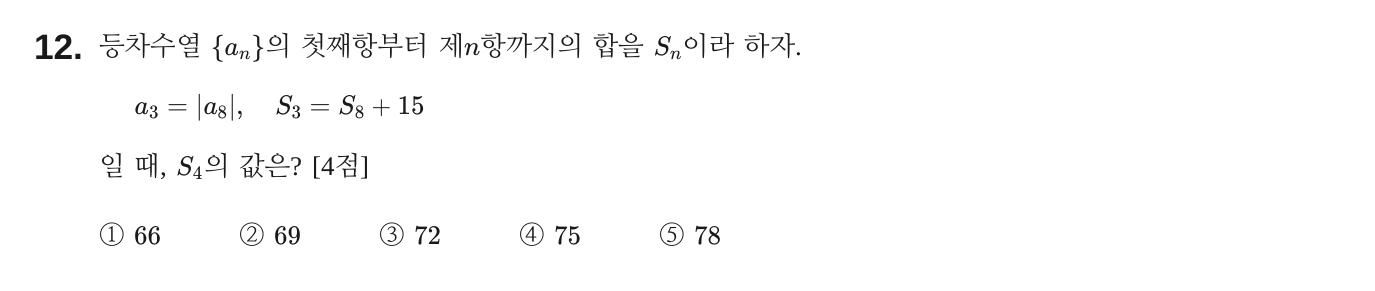 12. 등차수열 {aₙ}의 첫째항부터 제n항까지의 합을 Sₙ이라 하자.
a₃ = |a₈|, S₃ = S₈ + 15
일 때, S₄의 값은? [4점]
① 66 ② 69 ③ 72 ④ 75 ⑤ 78